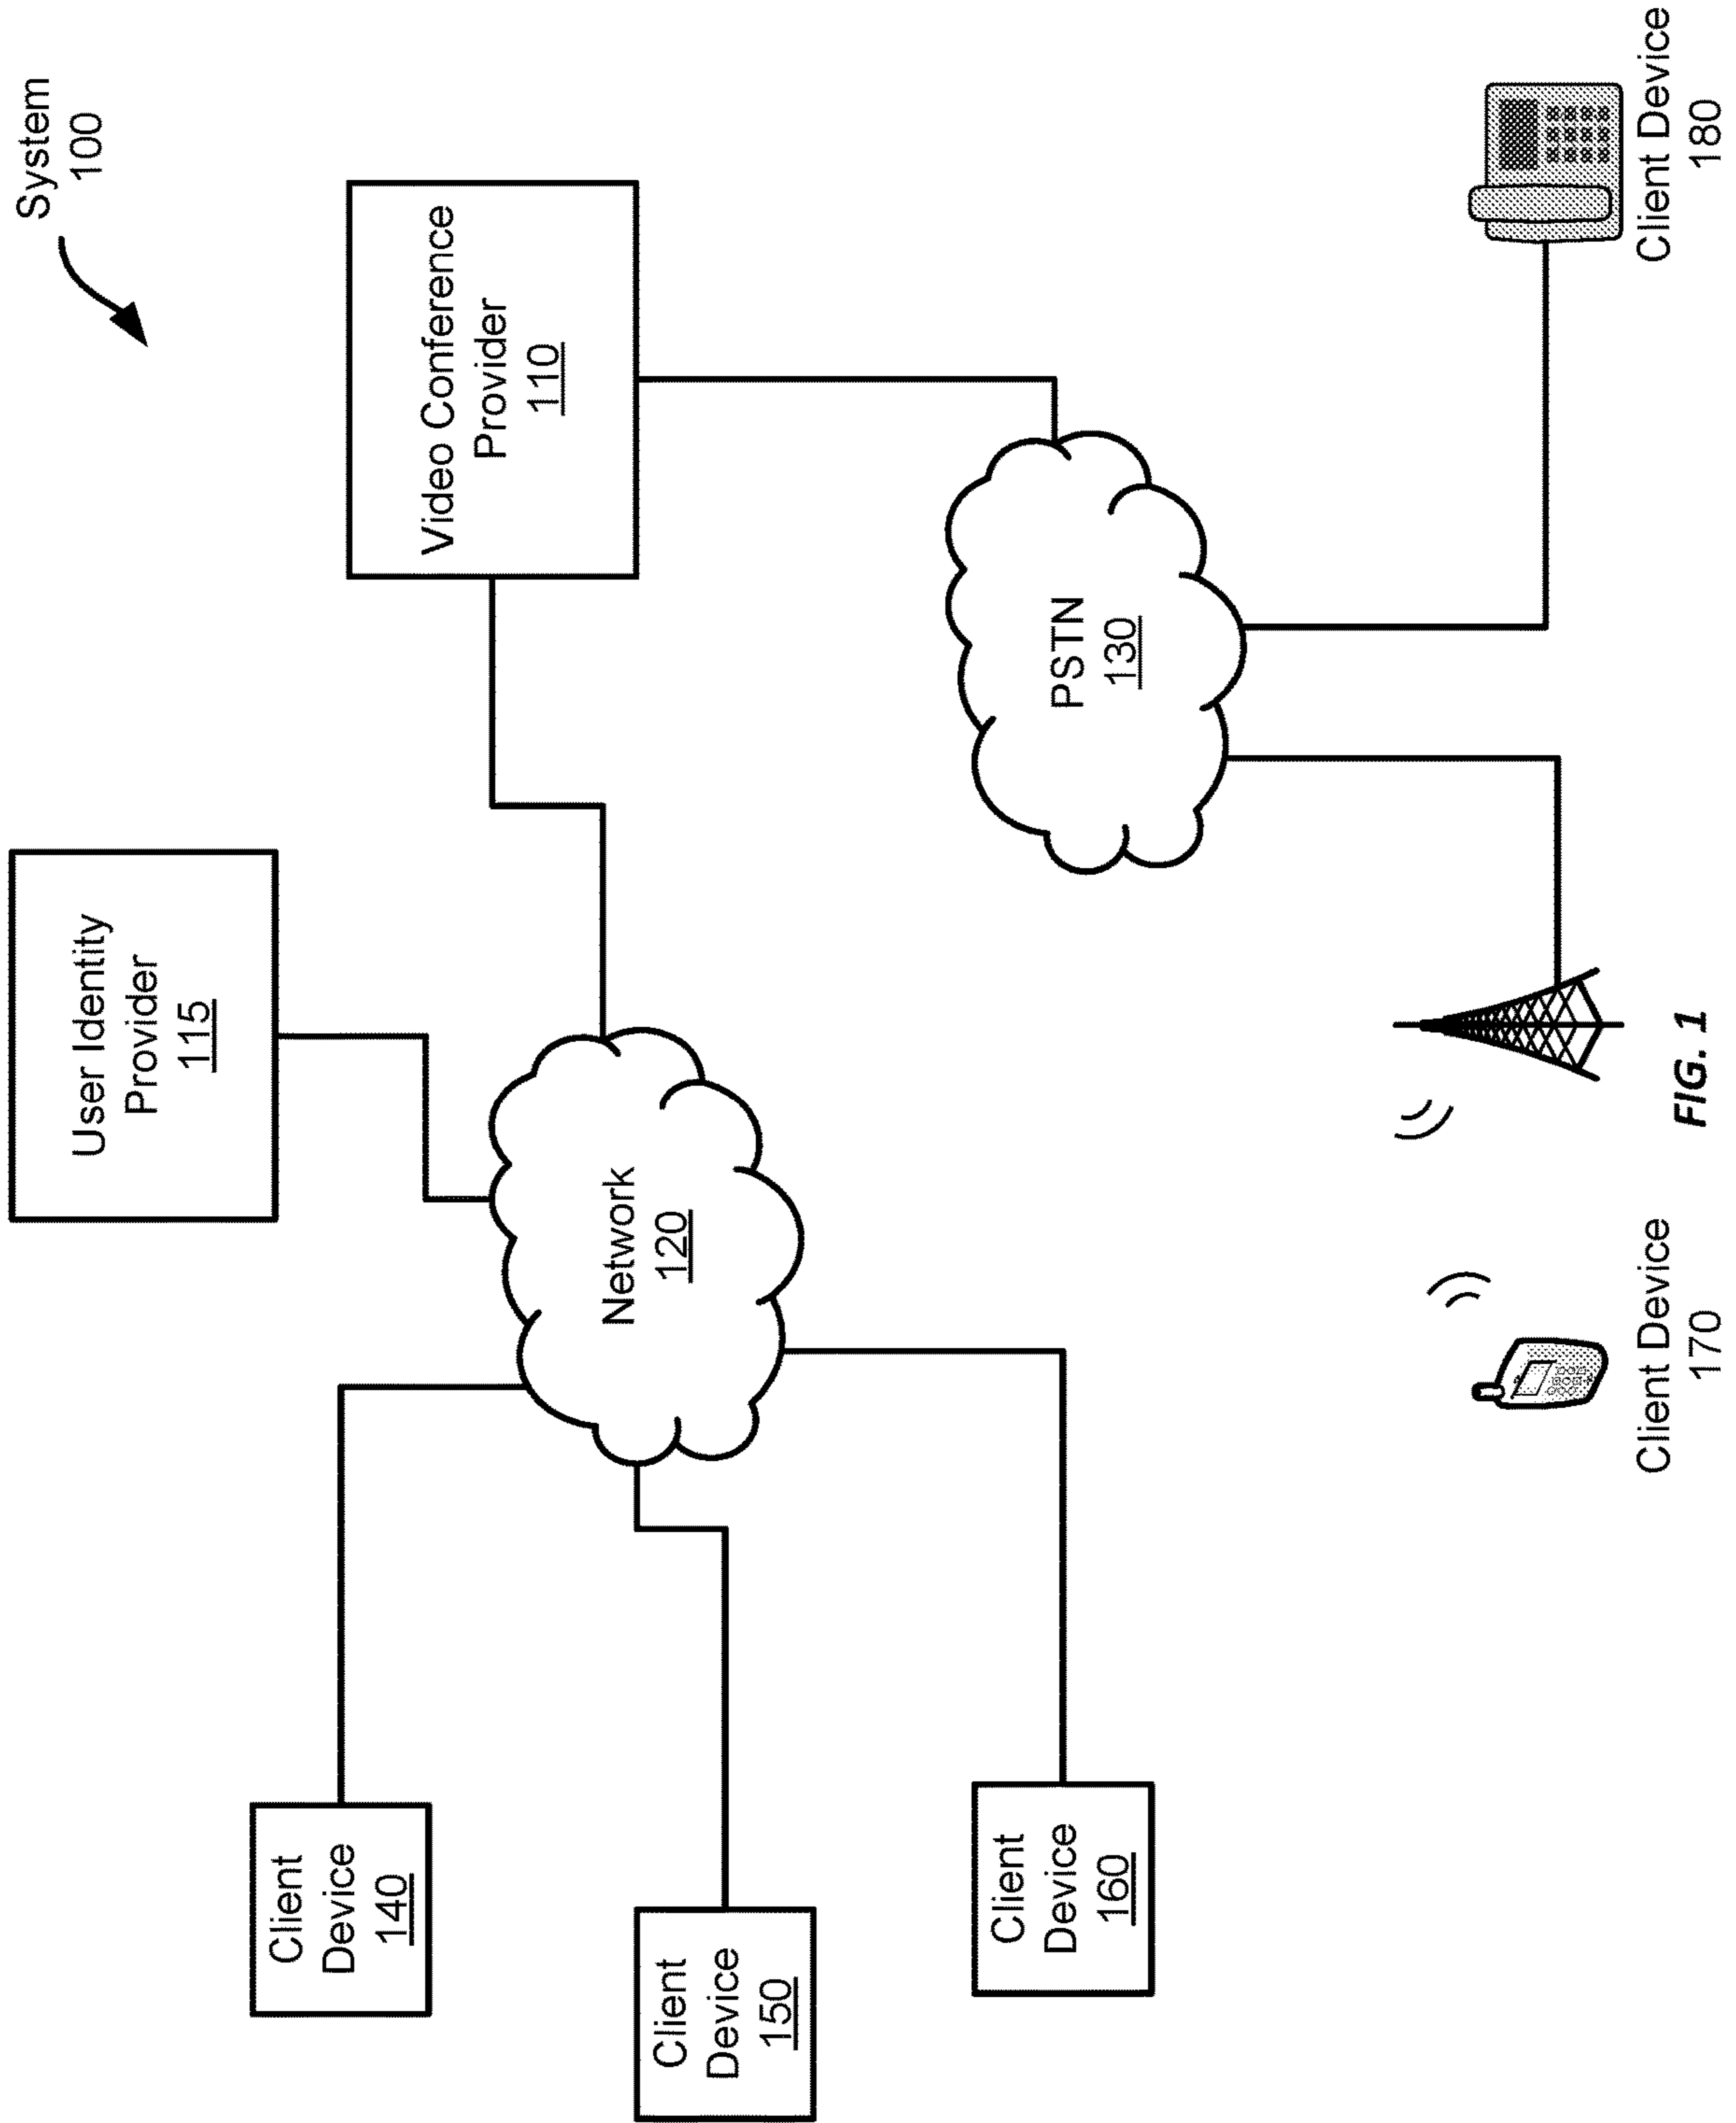 System
100
User Identity
Provider
115
Video Conference
Provider
110
Client
Device
140
Network
120
Client
Device
150
PSTN
130
Client
Device
160
Client Device
170
Client Device
180
FIG. 1